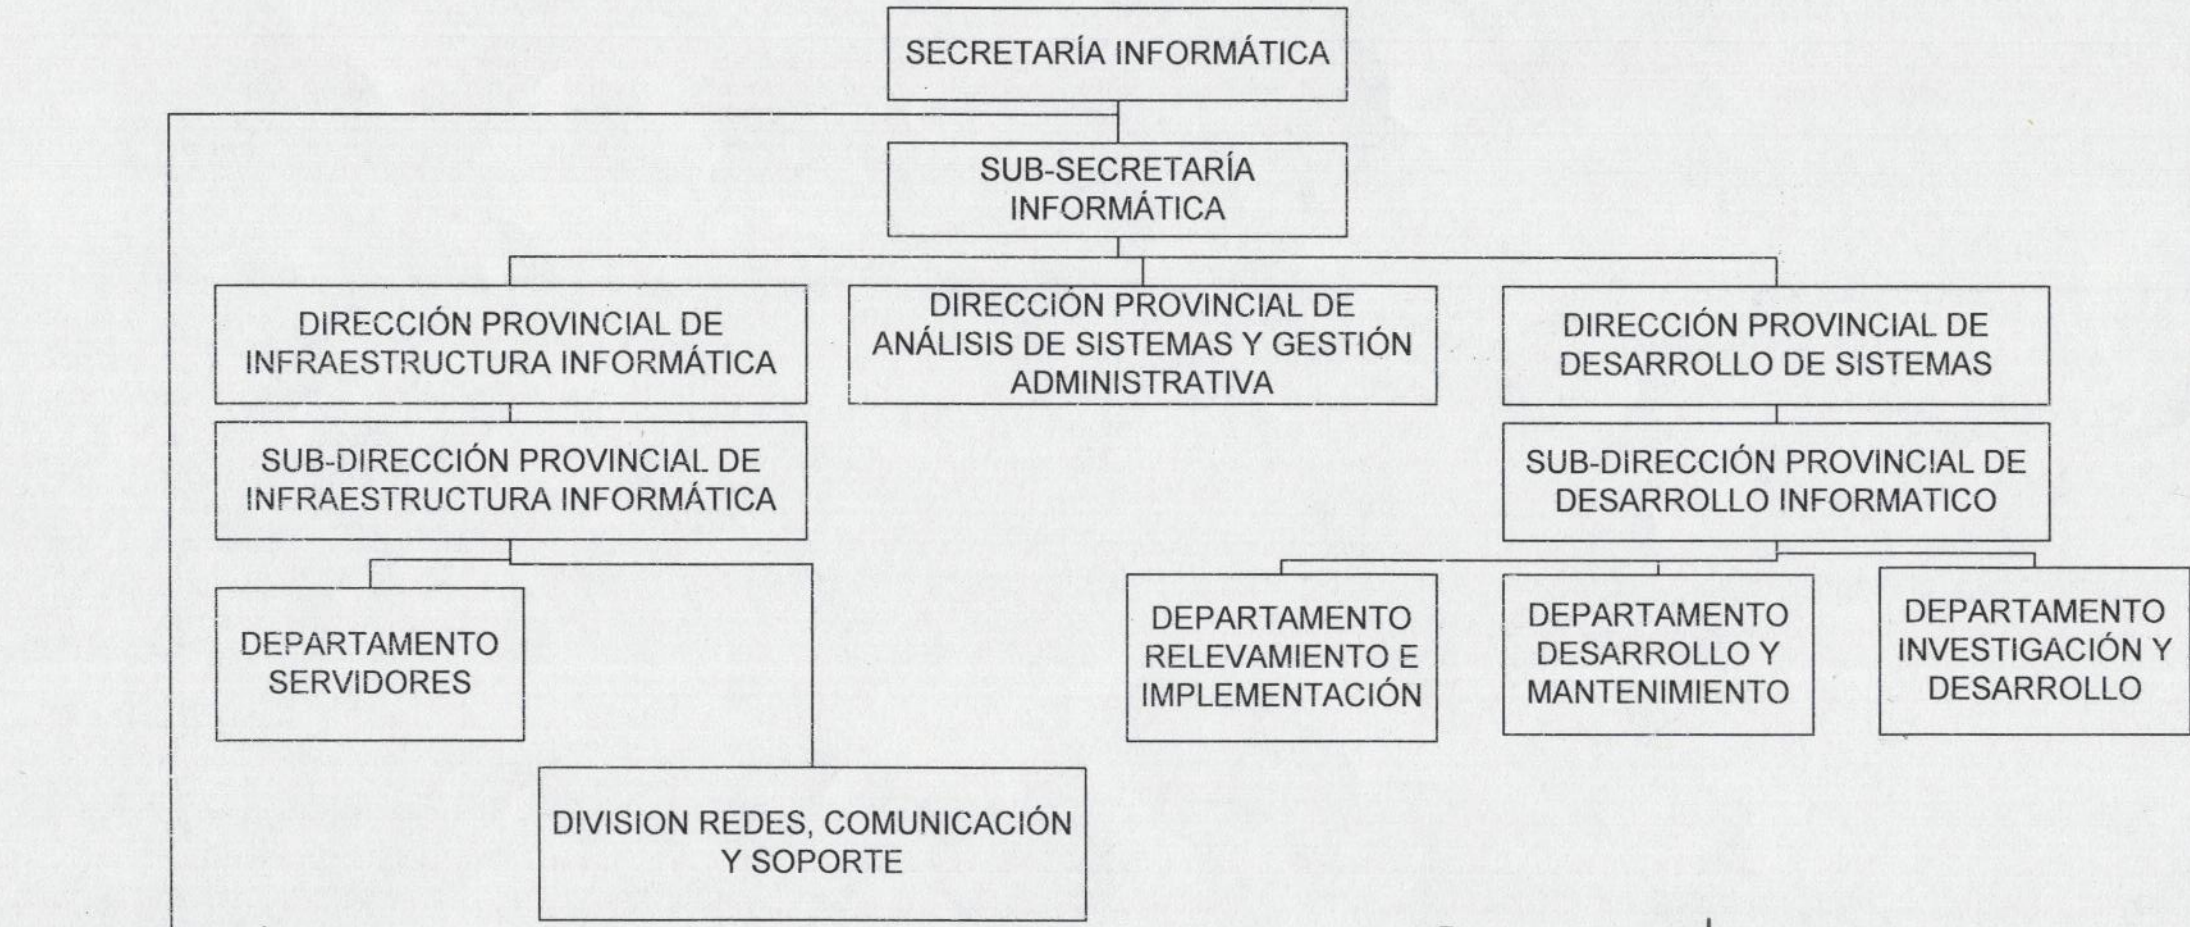 SECRETARÍA INFORMÁTICA
SUB-SECRETARÍA
INFORMÁTICA
DIRECCIÓN PROVINCIAL DE
INFRAESTRUCTURA INFORMÁTICA
DIRECCIÓN PROVINCIAL DE
ANÁLISIS DE SISTEMAS Y GESTIÓN
ADMINISTRATIVA
DIRECCIÓN PROVINCIAL DE
DESARROLLO DE SISTEMAS
SUB-DIRECCIÓN PROVINCIAL DE
INFRAESTRUCTURA INFORMÁTICA
SUB-DIRECCIÓN PROVINCIAL DE
DESARROLLO INFORMATICO
DEPARTAMENTO
SERVIDORES
DEPARTAMENTO
RELEVAMIENTO E
IMPLEMENTACIÓN
DEPARTAMENTO
DESARROLLO Y
MANTENIMIENTO
DEPARTAMENTO
INVESTIGACIÓN Y
DESARROLLO
DIVISION REDES, COMUNICACIÓN
Y SOPORTE